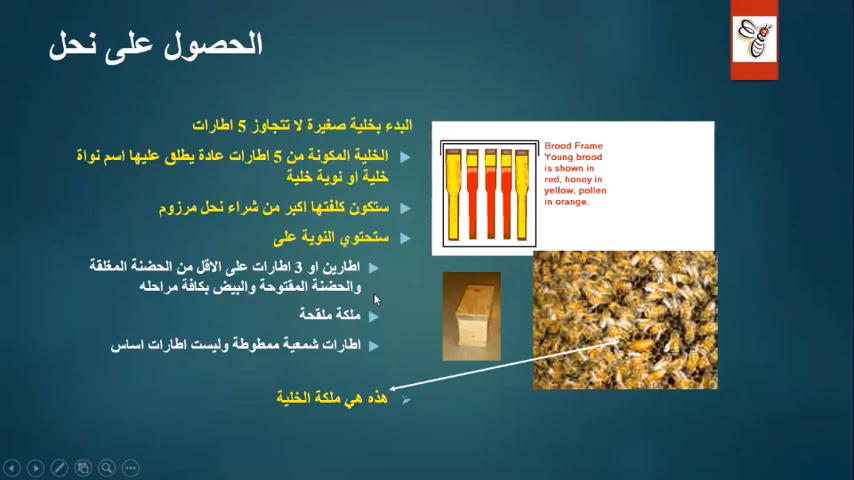 الحصول على نحل
البدء بخلية صغيرة لا تتجاوز 5 اطارات
الخلية المكونة من 5 اطارات عادة يطلق عليها اسم نواة
خلية او نوية خلية
ستكون كلفتها اكبر من شراء نحل مرزوم
ستحتوي النوية على
اطارين او 3 اطارات على الاقل من الحضنة المغلقة
والحضنة المفتوحة والبيض بكافة مراحله
ملكة ملقحة
اطارات شمعية ممطوطة وليست اطارات اساس
هذه هي ملكة الخلية
Brood Frame
Young brood
is shown in
red, honey in
yellow, pollen
in orange.